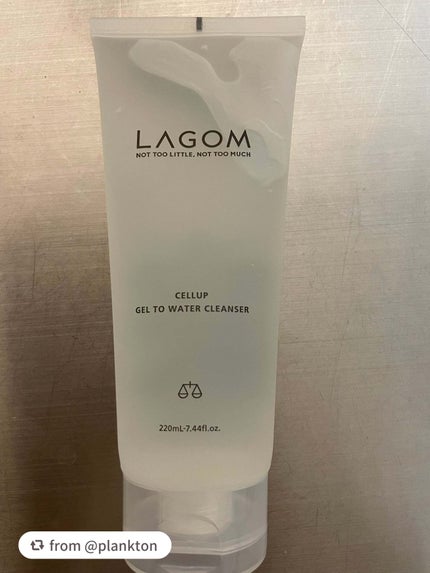 LAGOM
NOT TOO LITTLE, NOT TOO MUCH
CELLUP
GEL TO WATER CLEANSER
220mL·7.44fl.oz.
from @plankton